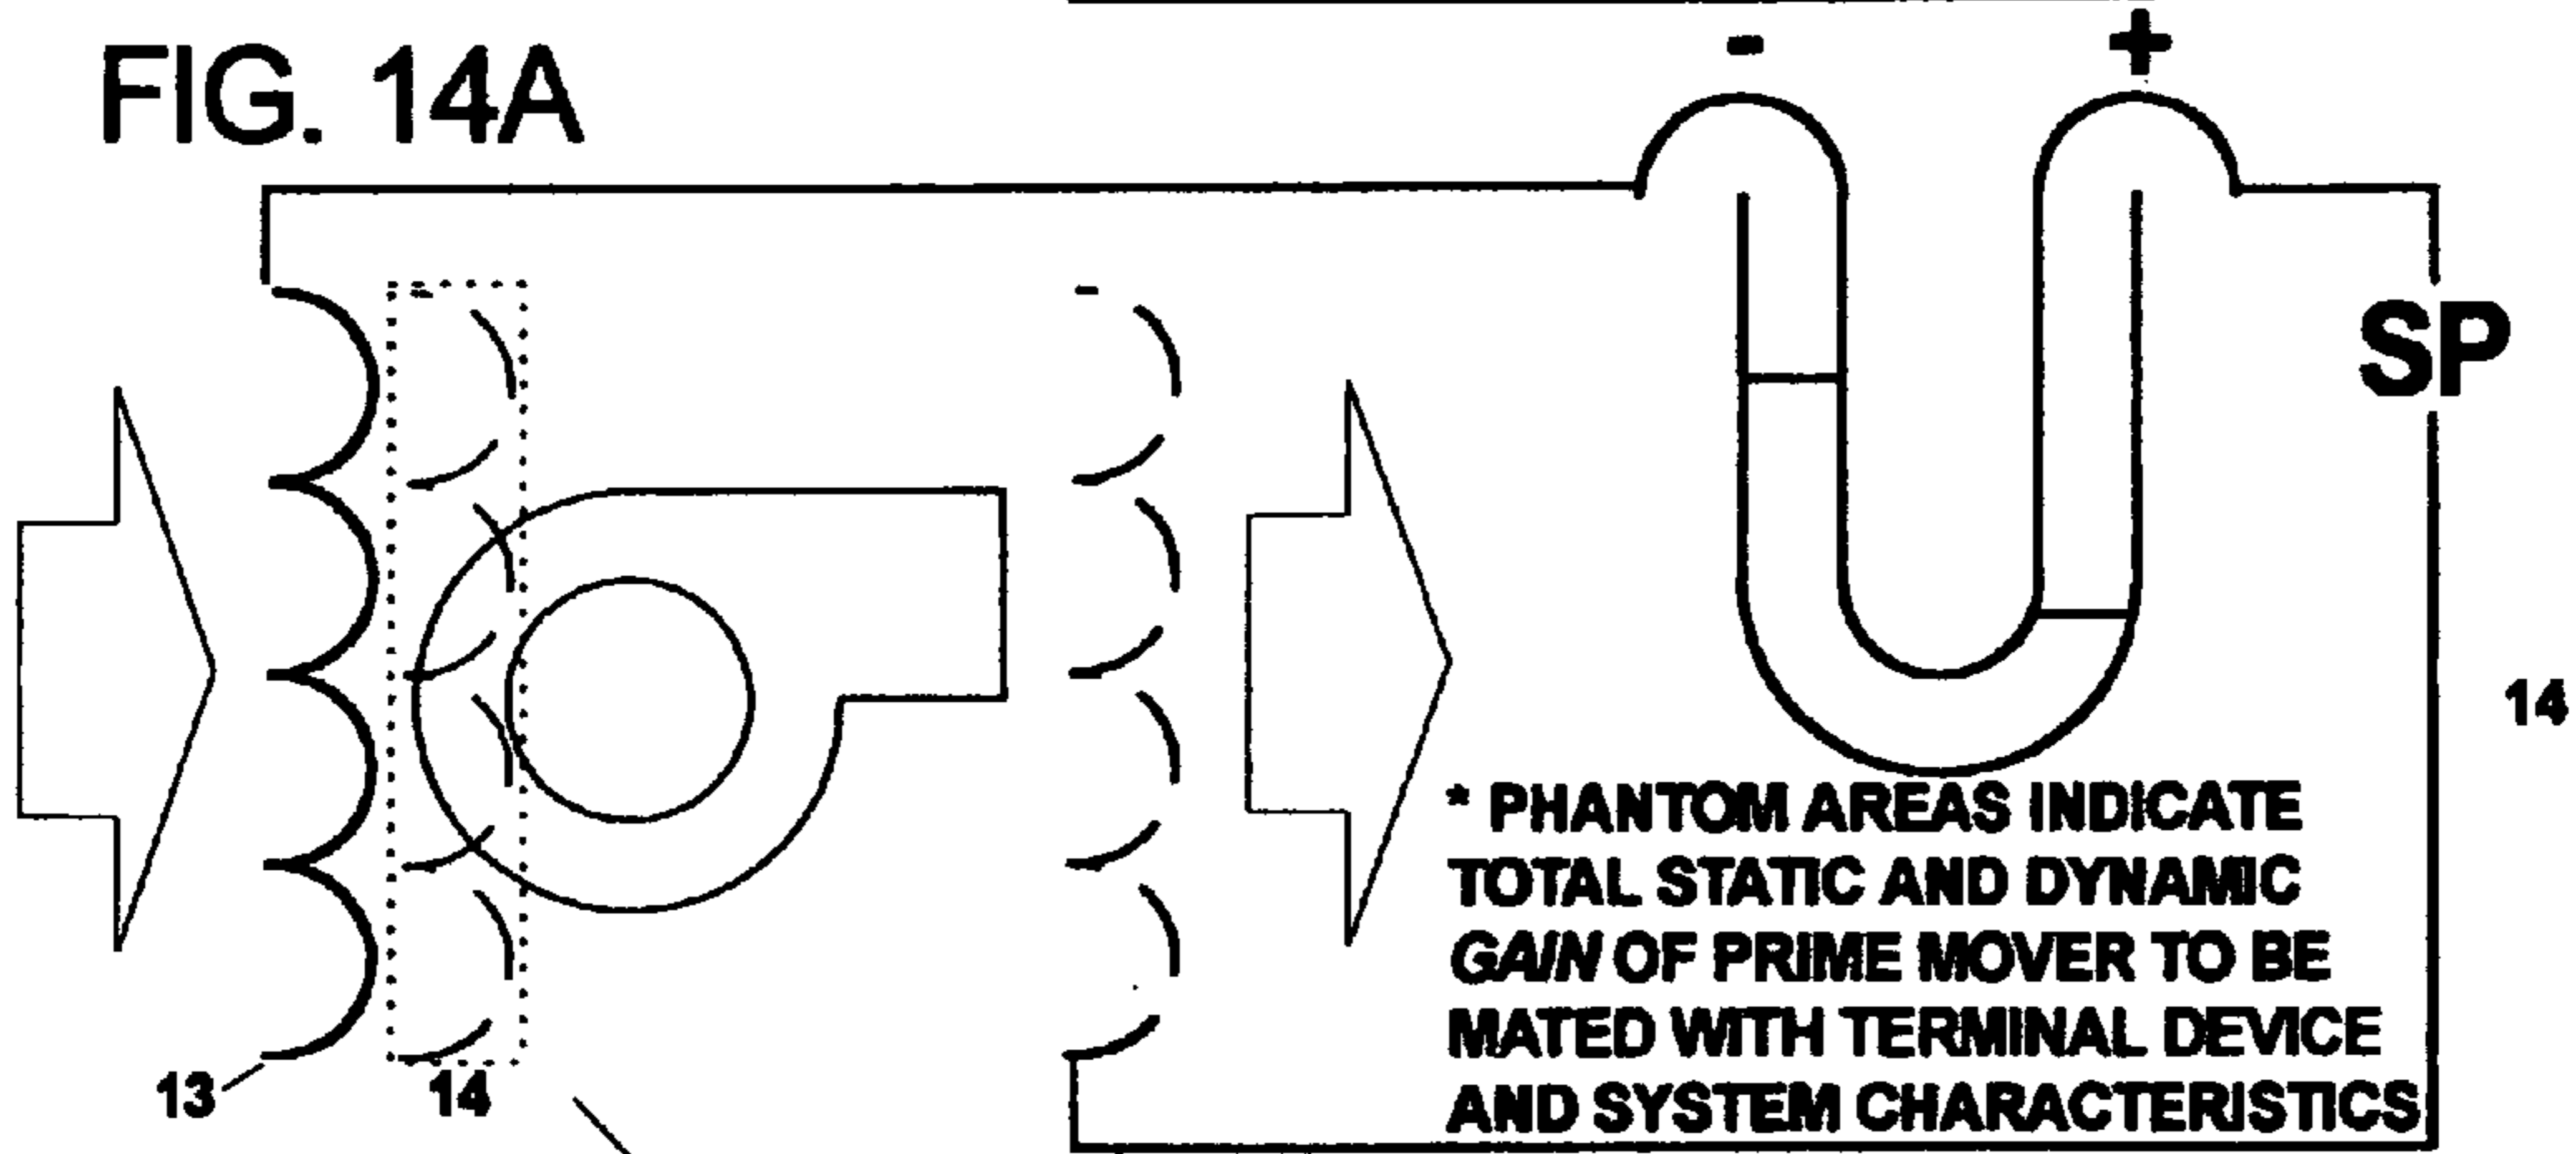 FIG. 14A
- +
SP
14
* PHANTOM AREAS INDICATE
TOTAL STATIC AND DYNAMIC
GAIN OF PRIME MOVER TO BE
MATED WITH TERMINAL DEVICE
AND SYSTEM CHARACTERISTICS
13
14